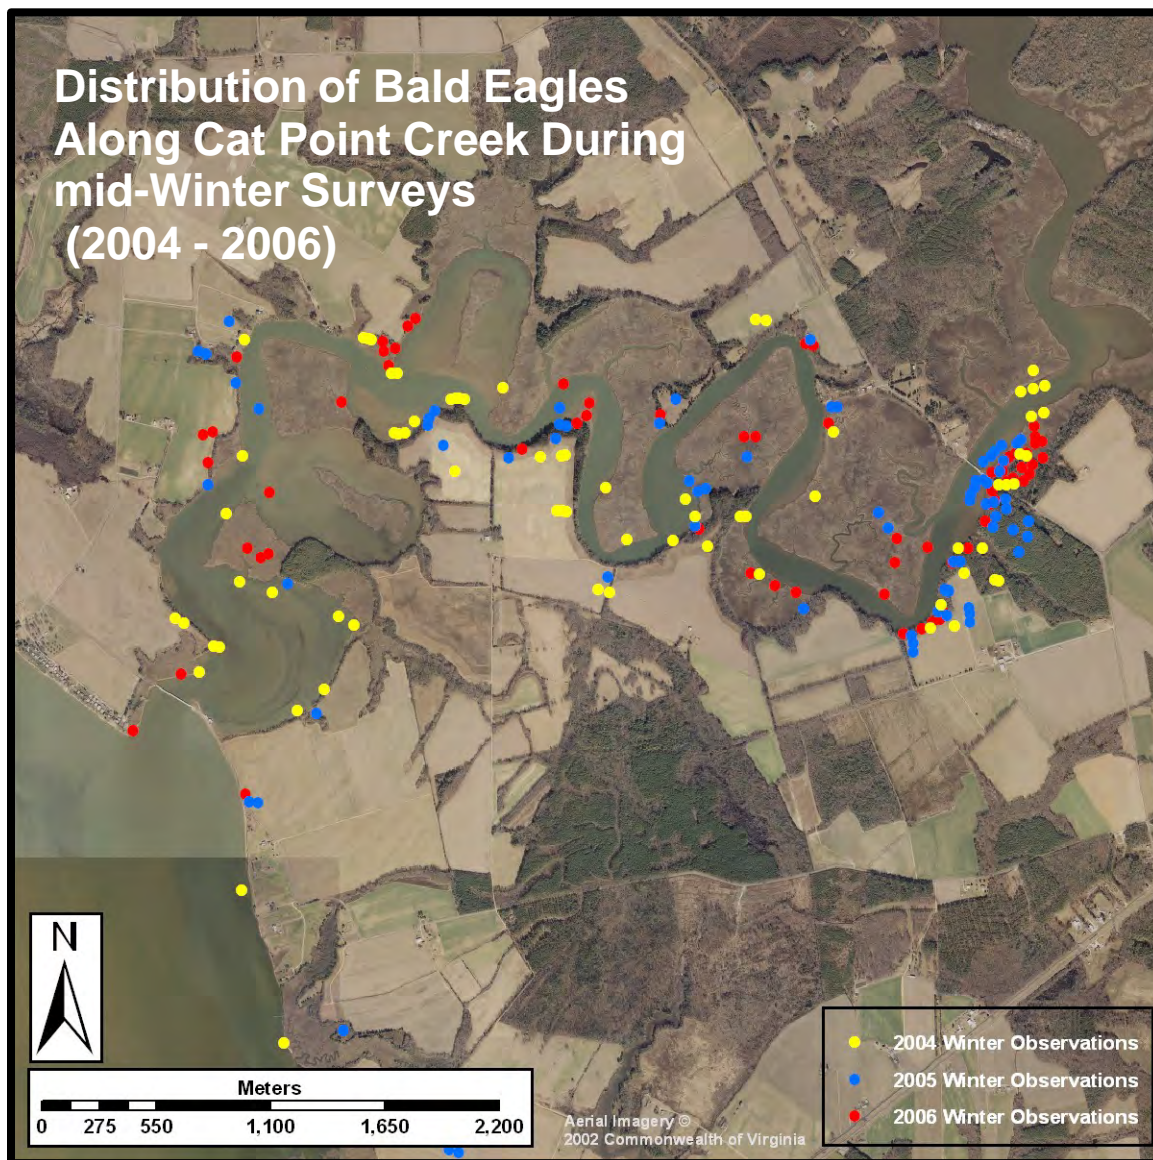 Distribution of Bald Eagles
Along Cat Point Creek During
mid-Winter Surveys
(2004 - 2006)
N
Meters
0 275 550 1,100 1,650 2,200
Aerial Imagery ©
2002 Commonwealth of Virginia
2004 Winter Observations
2005 Winter Observations
2006 Winter Observations